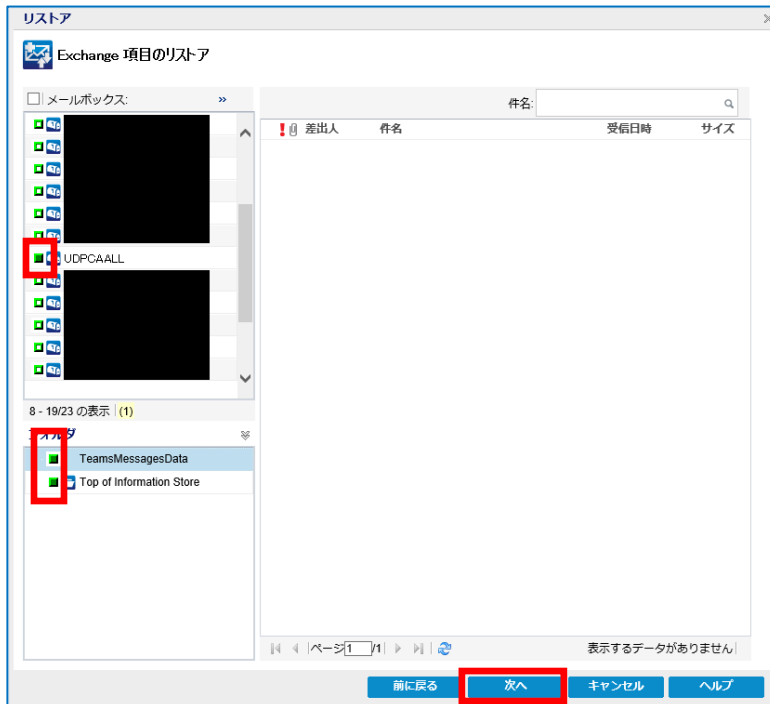 リストア
Exchange 項目のリストア
メールボックス: »
件名:
差出人 件名 受信日時 サイズ
UDPCAALL
8 - 19/23 の表示 (1)
フォルダ
TeamsMessagesData
Top of Information Store
ページ 1 /1 表示するデータがありません
前に戻る 次へ キャンセル ヘルプ